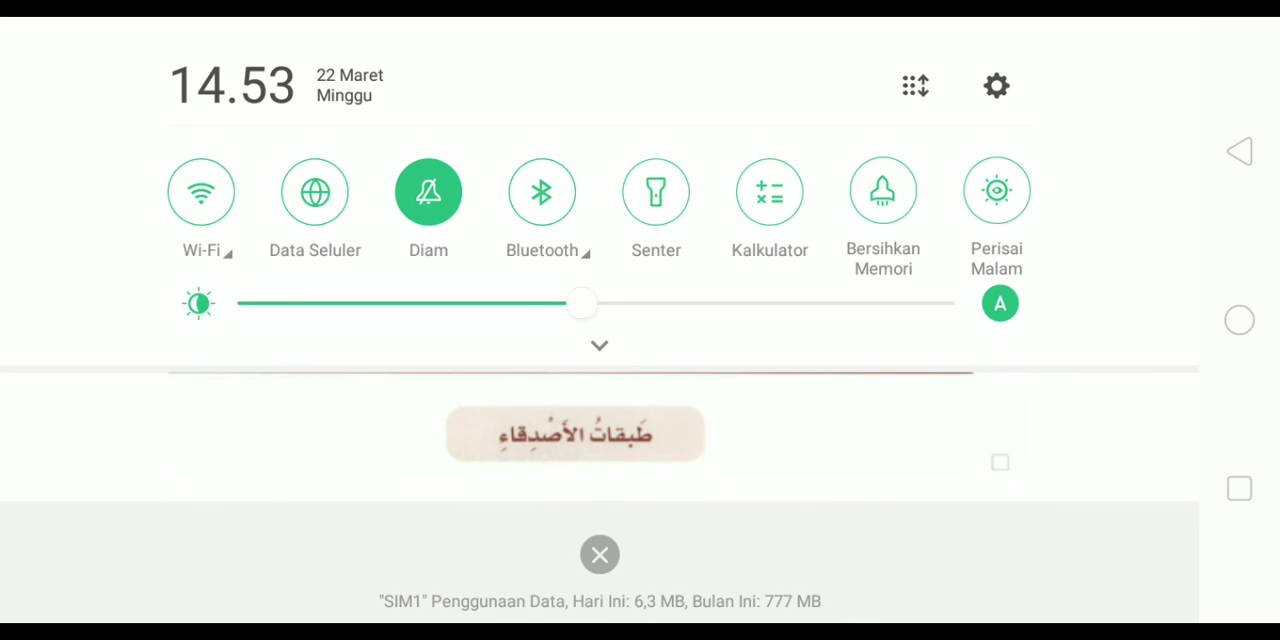 14.53
22 Maret
Minggu
Wi-Fi
Data Seluler
Diam
Bluetooth
Senter
Kalkulator
Bersihkan
Memori
Perisai
Malam
A
طَبقاتُ الأَصْدِقاءِ
"SIM1" Penggunaan Data, Hari Ini: 6,3 MB, Bulan Ini: 777 MB